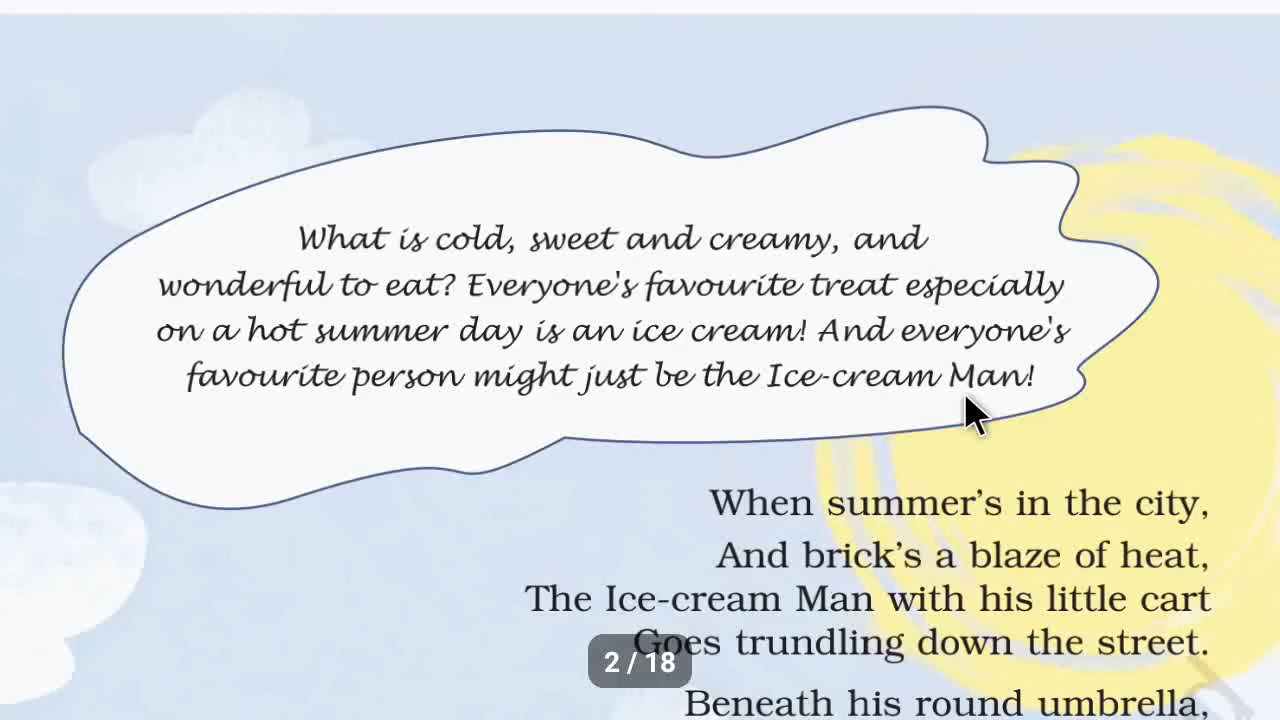 What is cold, sweet and creamy, and
wonderful to eat? Everyone's favourite treat especially
on a hot summer day is an ice cream! And everyone's
favourite person might just be the Ice-cream Man!
When summer’s in the city,
And brick’s a blaze of heat,
The Ice-cream Man with his little cart
Goes trundling down the street.
2 / 18
Beneath his round umbrella,